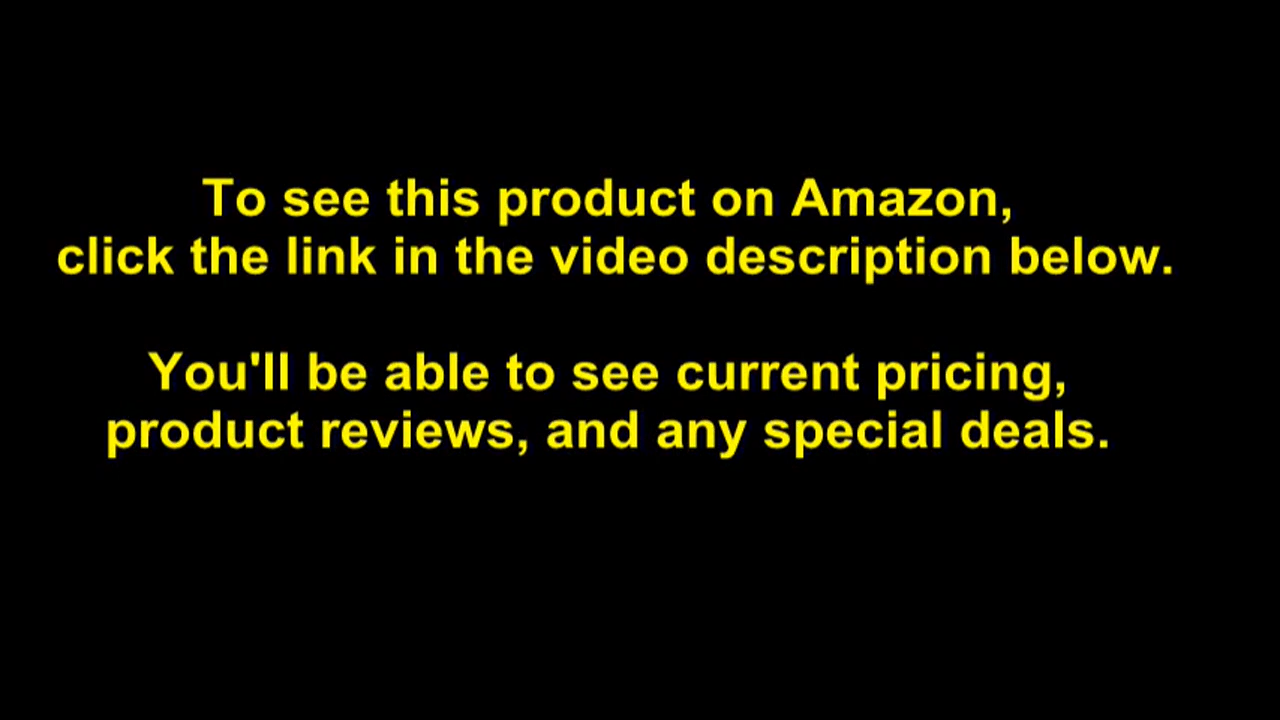 To see this product on Amazon,
click the link in the video description below.
You'll be able to see current pricing,
product reviews, and any special deals.